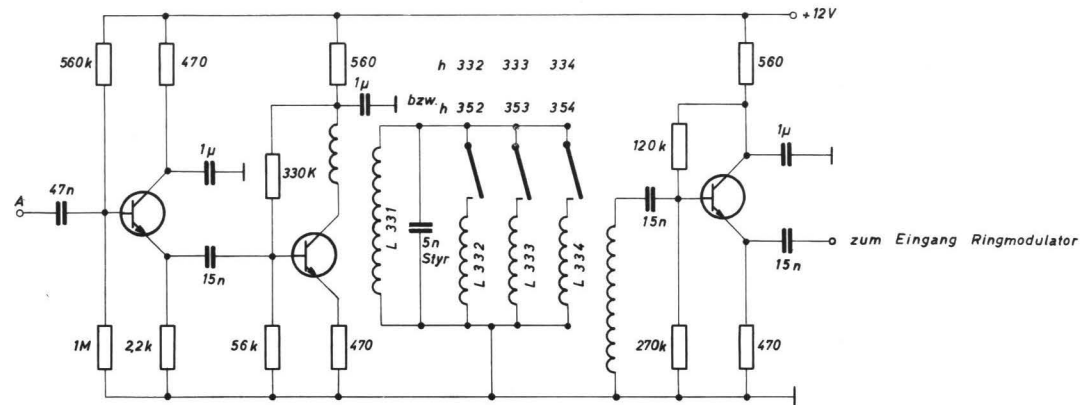 +12V
560k
470
560
h 332 333 334
560
1µ
bzw.
h 352 353 354
1µ
330K
120k
1µ
A
47n
15n
L 331
5n
Styr
L 332
L 333
L 334
15n
zum Eingang Ringmodulator
15n
1M
2,2k
56k
470
270k
470